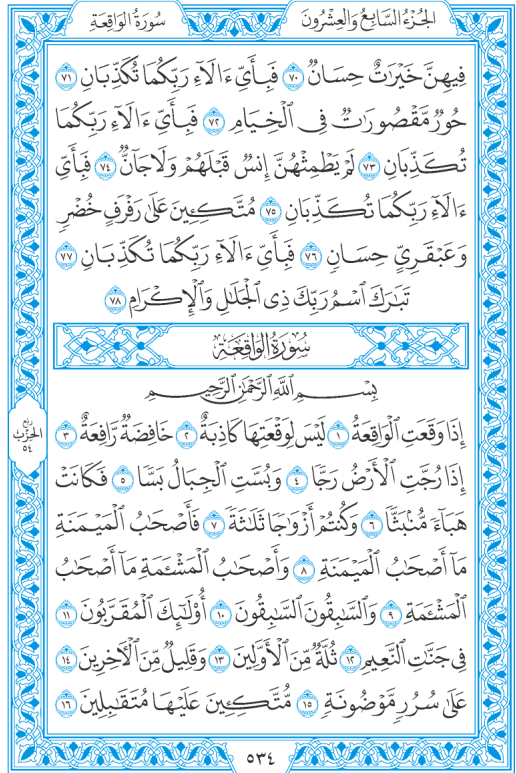 الجُزْءُ السَّابِعُ وَالعِشْرُونَ
سُورَةُ الوَاقِعَةِ
فِيهِنَّ خَيْرَٰتٌ حِسَانٌ ٧٠ فَبِأَيِّ ءَالَآءِ رَبِّكُمَا تُكَذِّبَانِ ٧١
حُورٌ مَّقْصُورَٰتٌ فِي ٱلْخِيَامِ ٧٢ فَبِأَيِّ ءَالَآءِ رَبِّكُمَا
تُكَذِّبَانِ ٧٣ لَمْ يَطْمِثْهُنَّ إِنسٌ قَبْلَهُمْ وَلَا جَآنٌّ ٧٤ فَبِأَيِّ
ءَالَآءِ رَبِّكُمَا تُكَذِّبَانِ ٧٥ مُتَّكِـِٔينَ عَلَىٰ رَفْرَفٍ خُضْرٍ
وَعَبْقَرِيٍّ حِسَانٍ ٧٦ فَبِأَيِّ ءَالَآءِ رَبِّكُمَا تُكَذِّبَانِ ٧٧
تَبَٰرَكَ ٱسْمُ رَبِّكَ ذِي ٱلْجَلَٰلِ وَٱلْإِكْرَامِ ٧٨
سُورَةُ الوَاقِعَةِ
بِسْمِ ٱللَّهِ ٱلرَّحْمَٰنِ ٱلرَّحِيمِ
إِذَا وَقَعَتِ ٱلْوَاقِعَةُ ١ لَيْسَ لِوَقْعَتِهَا كَاذِبَةٌ ٢ خَافِضَةٌ رَّافِعَةٌ ٣
إِذَا رُجَّتِ ٱلْأَرْضُ رَجًّا ٤ وَبُسَّتِ ٱلْجِبَالُ بَسًّا ٥ فَكَانَتْ
هَبَآءً مُّنۢبَثًّا ٦ وَكُنتُمْ أَزْوَٰجًا ثَلَٰثَةً ٧ فَأَصْحَٰبُ ٱلْمَيْمَنَةِ
مَآ أَصْحَٰبُ ٱلْمَيْمَنَةِ ٨ وَأَصْحَٰبُ ٱلْمَشْـَٔمَةِ مَآ أَصْحَٰبُ
ٱلْمَشْـَٔمَةِ ٩ وَٱلسَّٰبِقُونَ ٱلسَّٰبِقُونَ ١٠ أُوْلَٰٓئِكَ ٱلْمُقَرَّبُونَ ١١
فِي جَنَّٰتِ ٱلنَّعِيمِ ١٢ ثُلَّةٌ مِّنَ ٱلْأَوَّلِينَ ١٣ وَقَلِيلٌ مِّنَ ٱلْأٓخِرِينَ ١٤
عَلَىٰ سُرُرٍ مَّوْضُونَةٍ ١٥ مُّتَّكِـِٔينَ عَلَيْهَا مُتَقَٰبِلِينَ ١٦
ربع
الحزب
٥٤
٥٣٤